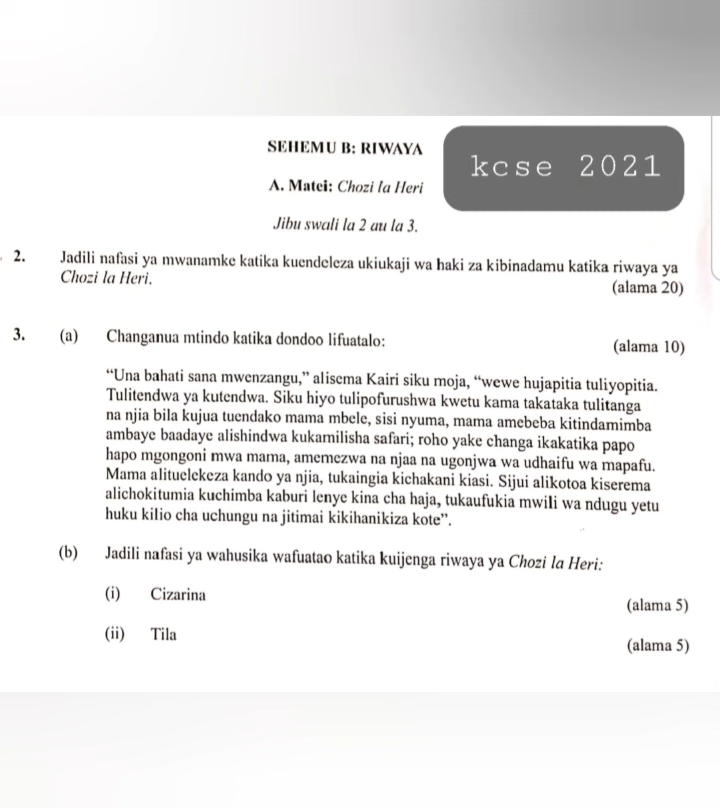 SEHEMU B: RIWAYA
kcse 2021
A. Matei: Chozi la Heri
Jibu swali la 2 au la 3.
2. Jadili nafasi ya mwanamke katika kuendeleza ukiukaji wa haki za kibinadamu katika riwaya ya
Chozi la Heri. (alama 20)
3. (a) Changanua mtindo katika dondoo lifuatalo: (alama 10)
“Una bahati sana mwenzangu,” alisema Kairi siku moja, “wewe hujapitia tuliyopitia.
Tulitendwa ya kutendwa. Siku hiyo tulipofurushwa kwetu kama takataka tulitanga
na njia bila kujua tuendako mama mbele, sisi nyuma, mama amebeba kitindamimba
ambaye baadaye alishindwa kukamilisha safari; roho yake changa ikakatika papo
hapo mgongoni mwa mama, amemezwa na njaa na ugonjwa wa udhaifu wa mapafu.
Mama alituelekeza kando ya njia, tukaingia kichakani kiasi. Sijui alikotoa kiserema
alichokitumia kuchimba kaburi lenye kina cha haja, tukaufukia mwili wa ndugu yetu
huku kilio cha uchungu na jitimai kikihanikiza kote”.
(b) Jadili nafasi ya wahusika wafuatao katika kuijenga riwaya ya Chozi la Heri:
(i) Cizarina (alama 5)
(ii) Tila (alama 5)